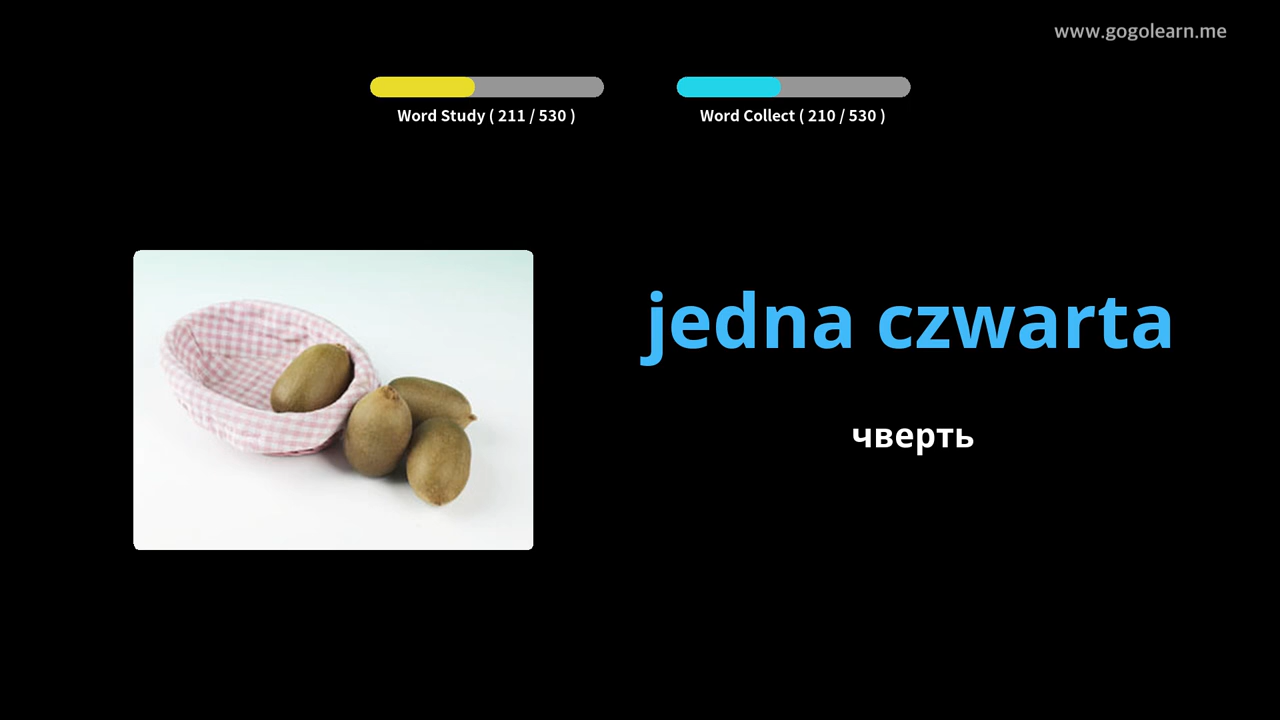 www.gogolearn.me
Word Study ( 211 / 530 )
Word Collect ( 210 / 530 )
jedna czwarta
чверть